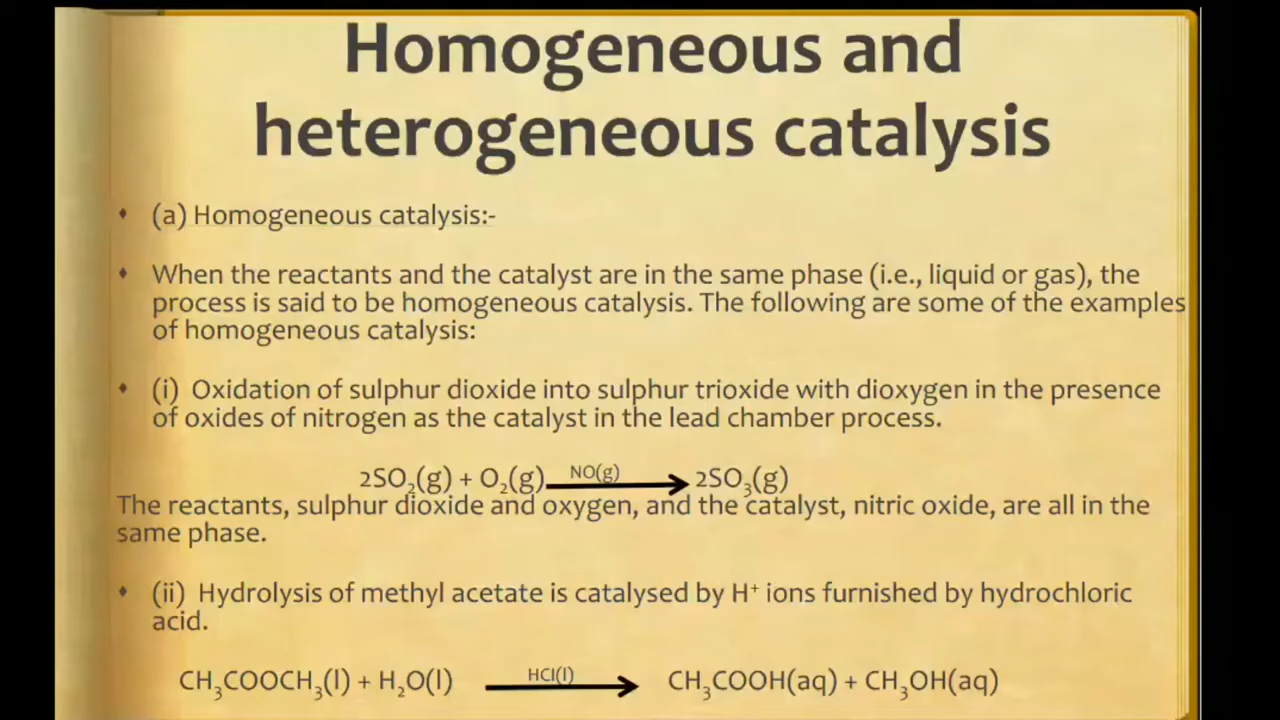 Homogeneous and
heterogeneous catalysis
• (a) Homogeneous catalysis:-
• When the reactants and the catalyst are in the same phase (i.e., liquid or gas), the
process is said to be homogeneous catalysis. The following are some of the examples
of homogeneous catalysis:
• (i) Oxidation of sulphur dioxide into sulphur trioxide with dioxygen in the presence
of oxides of nitrogen as the catalyst in the lead chamber process.
2SO₂(g) + O₂(g) NO(g) → 2SO₃(g)
The reactants, sulphur dioxide and oxygen, and the catalyst, nitric oxide, are all in the
same phase.
• (ii) Hydrolysis of methyl acetate is catalysed by H⁺ ions furnished by hydrochloric
acid.
CH₃COOCH₃(l) + H₂O(l) HCl(l) → CH₃COOH(aq) + CH₃OH(aq)